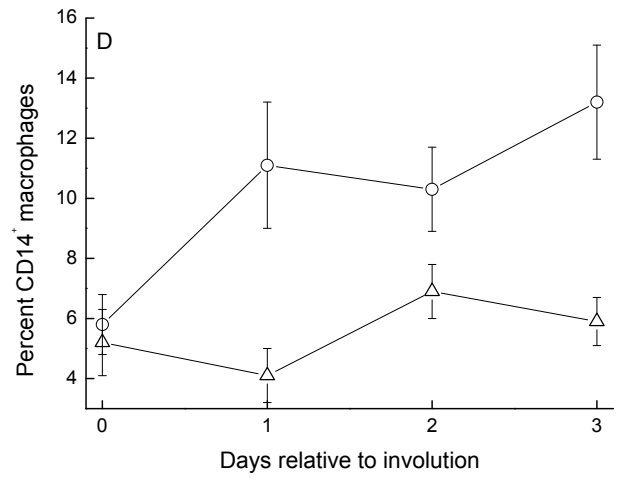 D
16
14
12
10
8
6
4
Percent CD14⁺ macrophages
0 1 2 3
Days relative to involution